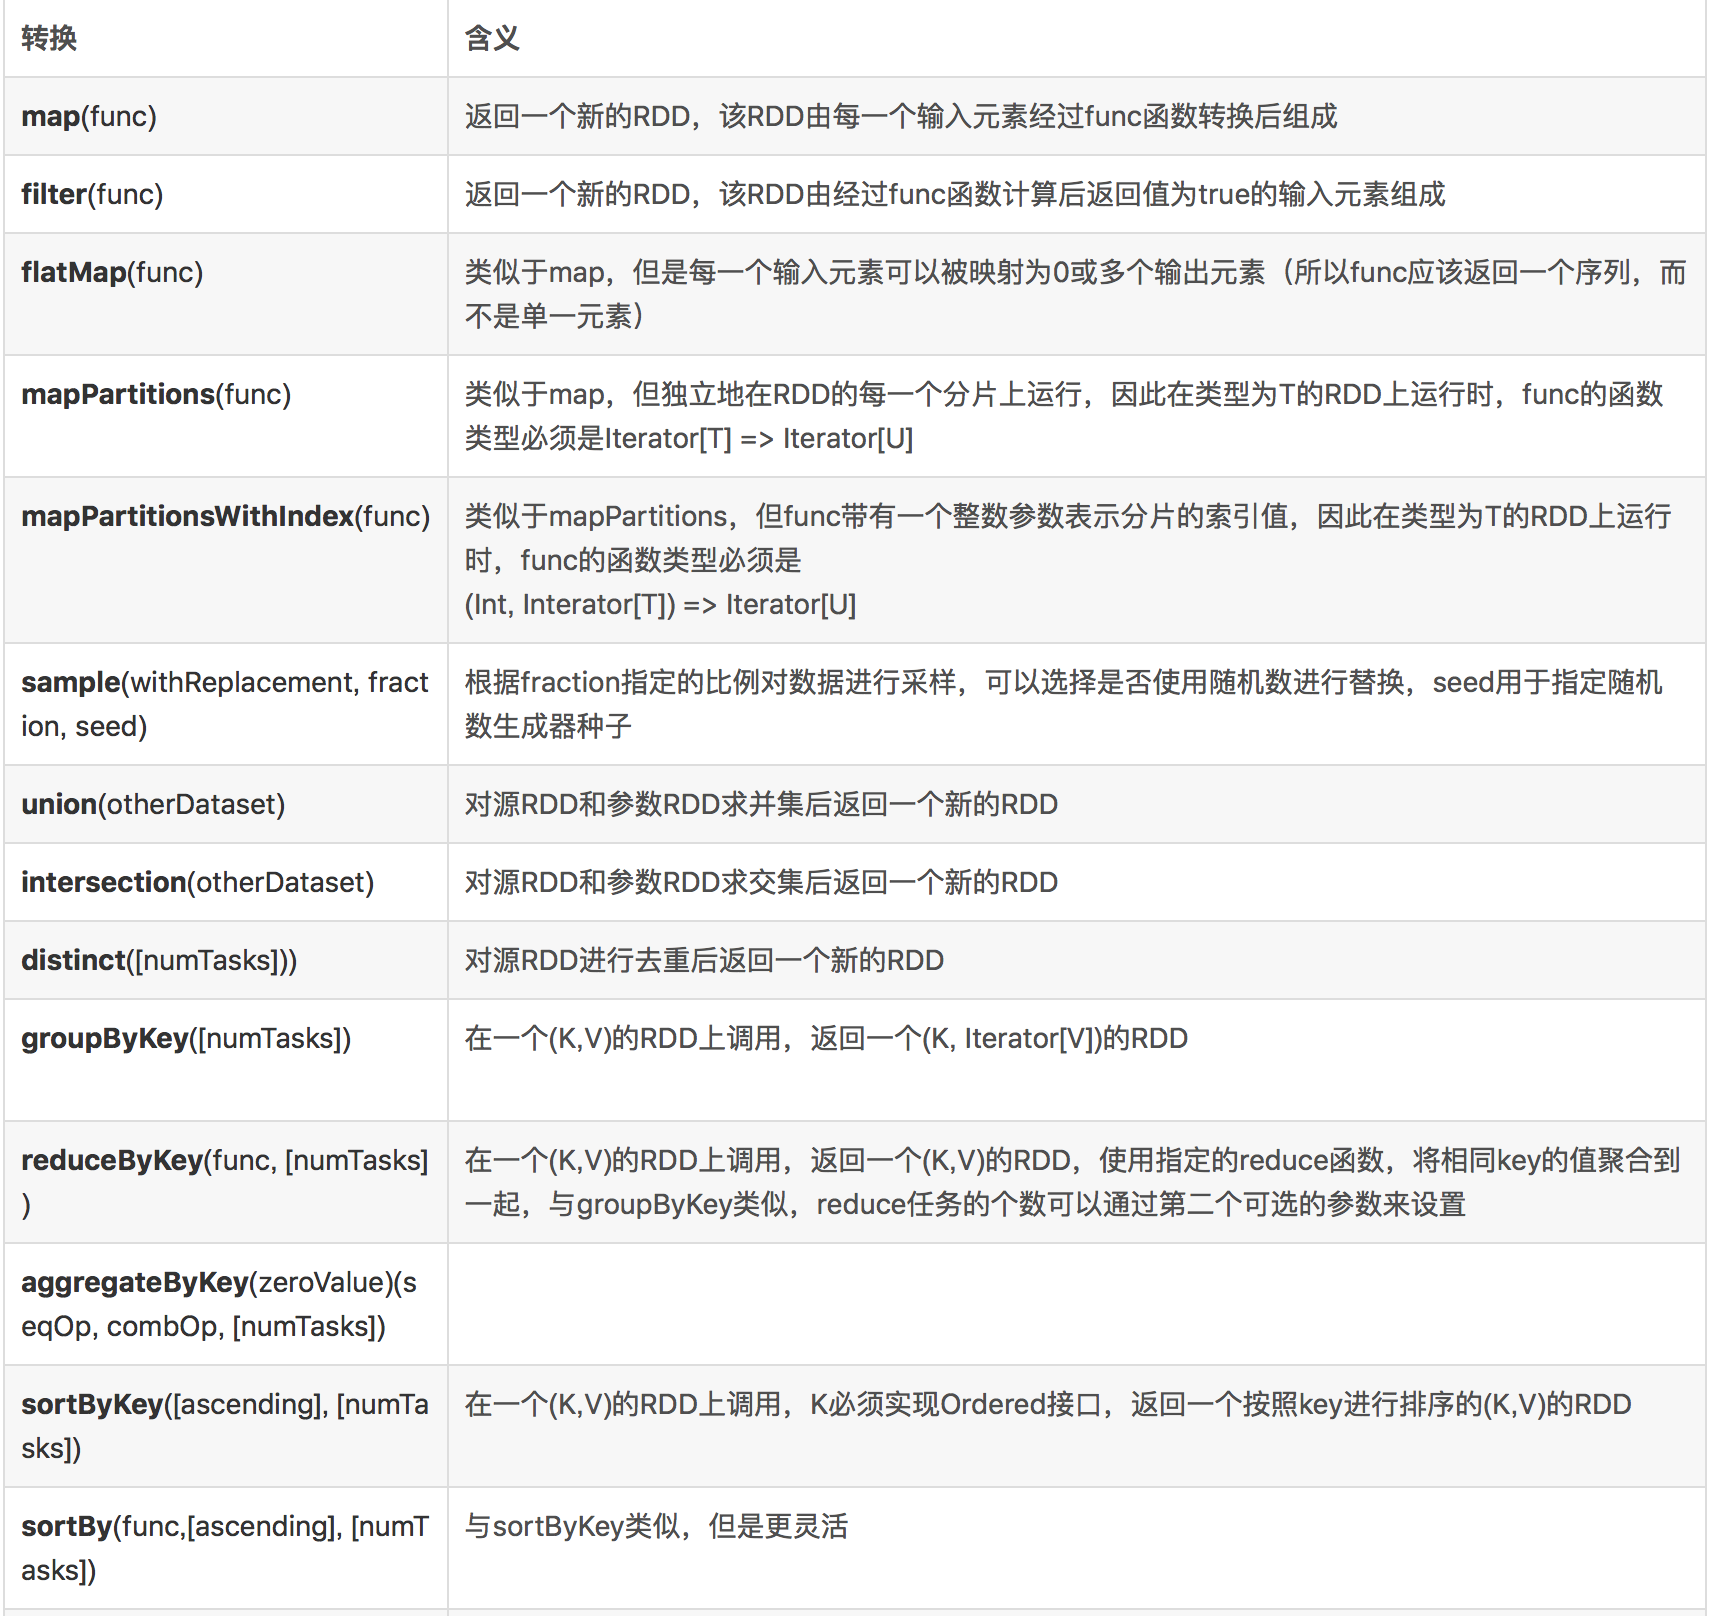 转换
含义
map(func)
返回一个新的RDD，该RDD由每一个输入元素经过func函数转换后组成
filter(func)
返回一个新的RDD，该RDD由经过func函数计算后返回值为true的输入元素组成
flatMap(func)
类似于map，但是每一个输入元素可以被映射为0或多个输出元素（所以func应该返回一个序列，而
不是单一元素）
mapPartitions(func)
类似于map，但独立地在RDD的每一个分片上运行，因此在类型为T的RDD上运行时，func的函数
类型必须是Iterator[T] => Iterator[U]
mapPartitionsWithIndex(func)
类似于mapPartitions，但func带有一个整数参数表示分片的索引值，因此在类型为T的RDD上运行
时，func的函数类型必须是
(Int, Interator[T]) => Iterator[U]
sample(withReplacement, fract
ion, seed)
根据fraction指定的比例对数据进行采样，可以选择是否使用随机数进行替换，seed用于指定随机
数生成器种子
union(otherDataset)
对源RDD和参数RDD求并集后返回一个新的RDD
intersection(otherDataset)
对源RDD和参数RDD求交集后返回一个新的RDD
distinct([numTasks]))
对源RDD进行去重后返回一个新的RDD
groupByKey([numTasks])
在一个(K,V)的RDD上调用，返回一个(K, Iterator[V])的RDD
reduceByKey(func, [numTasks]
)
在一个(K,V)的RDD上调用，返回一个(K,V)的RDD，使用指定的reduce函数，将相同key的值聚合到
一起，与groupByKey类似，reduce任务的个数可以通过第二个可选的参数来设置
aggregateByKey(zeroValue)(s
eqOp, combOp, [numTasks])
sortByKey([ascending], [numTa
sks])
在一个(K,V)的RDD上调用，K必须实现Ordered接口，返回一个按照key进行排序的(K,V)的RDD
sortBy(func,[ascending], [numT
asks])
与sortByKey类似，但是更灵活